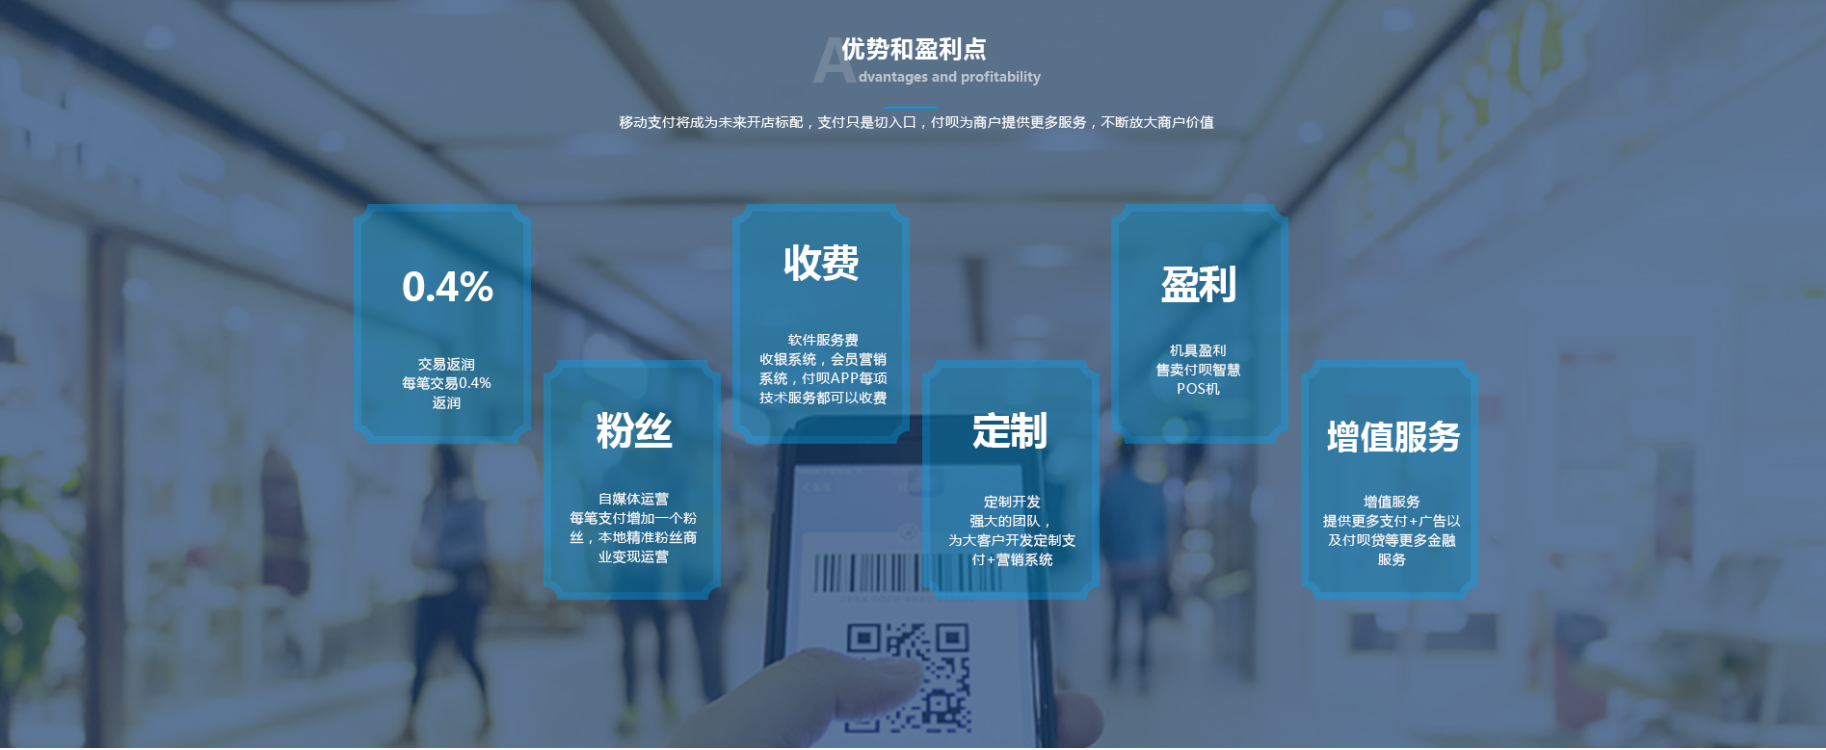 优势和盈利点
Advantages and profitability
移动支付将成为未来开店标配，支付只是切入口，付呗为商户提供更多服务，不断放大商户价值
0.4%
交易返润
每笔交易0.4%
返润
粉丝
自媒体运营
每笔支付增加一个粉
丝，本地精准粉丝商
业变现运营
收费
软件服务费
收银系统，会员营销
系统，付呗APP每项
技术服务都可以收费
定制
定制开发
强大的团队，
为大客户开发定制支
付+营销系统
盈利
机具盈利
售卖付呗智慧
POS机
增值服务
增值服务
提供更多支付+广告以
及付呗贷等更多金融
服务